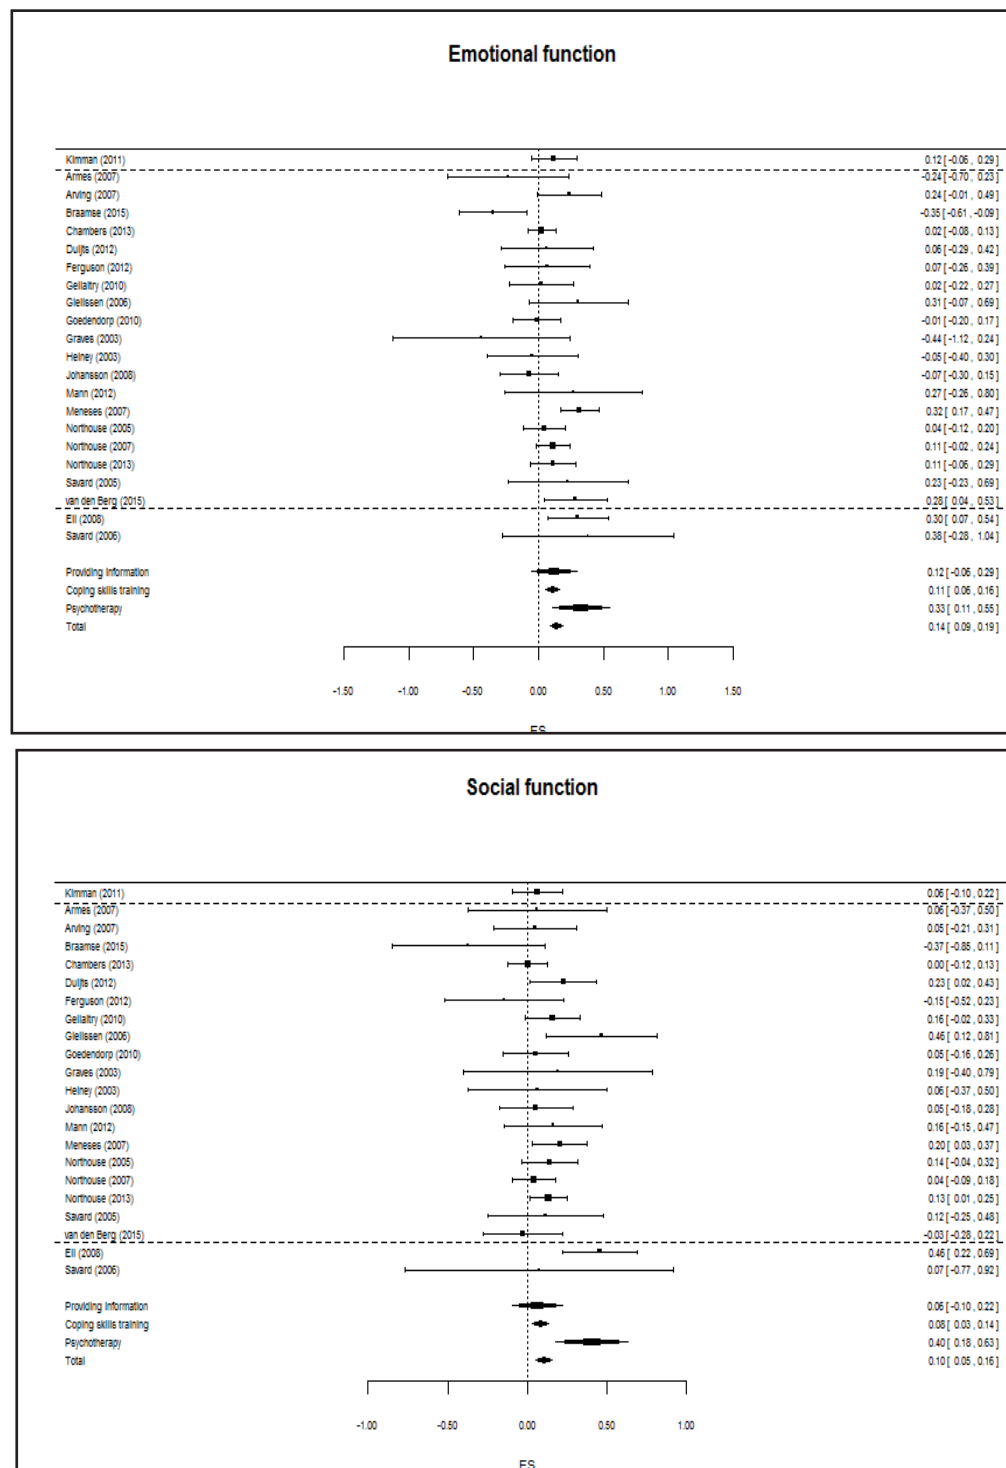 Emotional function
Kimman (2011) 0.12 [ -0.06 , 0.29 ]
Armes (2007) -0.24 [ -0.70 , 0.23 ]
Arving (2007) 0.24 [ -0.01 , 0.49 ]
Braamse (2015) -0.35 [ -0.61 , -0.09 ]
Chambers (2013) 0.02 [ -0.08 , 0.13 ]
Duijts (2012) 0.06 [ -0.29 , 0.42 ]
Ferguson (2012) 0.07 [ -0.26 , 0.39 ]
Gellaitry (2010) 0.02 [ -0.22 , 0.27 ]
Gielissen (2006) 0.31 [ -0.07 , 0.69 ]
Goedendorp (2010) -0.01 [ -0.20 , 0.17 ]
Graves (2003) -0.44 [ -1.12 , 0.24 ]
Heiney (2003) -0.05 [ -0.40 , 0.30 ]
Johansson (2008) -0.07 [ -0.30 , 0.15 ]
Mann (2012) 0.27 [ -0.26 , 0.80 ]
Meneses (2007) 0.32 [ 0.17 , 0.47 ]
Northouse (2005) 0.04 [ -0.12 , 0.20 ]
Northouse (2007) 0.11 [ -0.02 , 0.24 ]
Northouse (2013) 0.11 [ -0.06 , 0.29 ]
Savard (2005) 0.23 [ -0.23 , 0.69 ]
van den Berg (2015) 0.28 [ 0.04 , 0.53 ]
Ell (2008) 0.30 [ 0.07 , 0.54 ]
Savard (2006) 0.38 [ -0.28 , 1.04 ]
Providing information 0.12 [ -0.06 , 0.29 ]
Coping skills training 0.11 [ 0.06 , 0.16 ]
Psychotherapy 0.33 [ 0.11 , 0.55 ]
Total 0.14 [ 0.09 , 0.19 ]
-1.50 -1.00 -0.50 0.00 0.50 1.00 1.50
ES
Social function
Kimman (2011) 0.06 [ -0.10 , 0.22 ]
Armes (2007) 0.06 [ -0.37 , 0.50 ]
Arving (2007) 0.05 [ -0.21 , 0.31 ]
Braamse (2015) -0.37 [ -0.85 , 0.11 ]
Chambers (2013) 0.00 [ -0.12 , 0.13 ]
Duijts (2012) 0.23 [ 0.02 , 0.43 ]
Ferguson (2012) -0.15 [ -0.52 , 0.23 ]
Gellaitry (2010) 0.16 [ -0.02 , 0.33 ]
Gielissen (2006) 0.46 [ 0.12 , 0.81 ]
Goedendorp (2010) 0.05 [ -0.16 , 0.26 ]
Graves (2003) 0.19 [ -0.40 , 0.79 ]
Heiney (2003) 0.06 [ -0.37 , 0.50 ]
Johansson (2008) 0.05 [ -0.18 , 0.28 ]
Mann (2012) 0.16 [ -0.15 , 0.47 ]
Meneses (2007) 0.20 [ 0.03 , 0.37 ]
Northouse (2005) 0.14 [ -0.04 , 0.32 ]
Northouse (2007) 0.04 [ -0.09 , 0.18 ]
Northouse (2013) 0.13 [ 0.01 , 0.25 ]
Savard (2005) 0.12 [ -0.25 , 0.48 ]
van den Berg (2015) -0.03 [ -0.28 , 0.22 ]
Ell (2008) 0.46 [ 0.22 , 0.69 ]
Savard (2006) 0.07 [ -0.77 , 0.92 ]
Providing information 0.06 [ -0.10 , 0.22 ]
Coping skills training 0.08 [ 0.03 , 0.14 ]
Psychotherapy 0.40 [ 0.18 , 0.63 ]
Total 0.10 [ 0.05 , 0.16 ]
-1.00 -0.50 0.00 0.50 1.00
ES